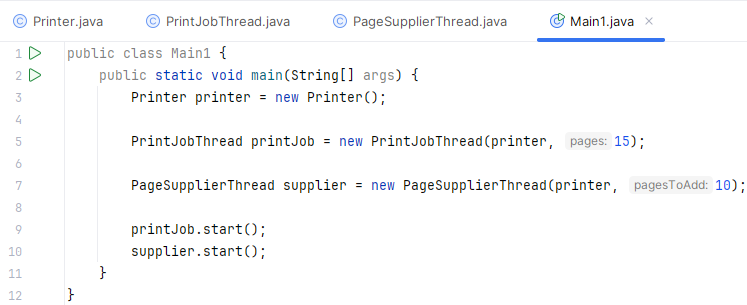 Printer.java PrintJobThread.java PageSupplierThread.java Main1.java
1 public class Main1 {
2 public static void main(String[] args) {
3 Printer printer = new Printer();
4
5 PrintJobThread printJob = new PrintJobThread(printer, pages: 15);
6
7 PageSupplierThread supplier = new PageSupplierThread(printer, pagesToAdd: 10);
8
9 printJob.start();
10 supplier.start();
11 }
12 }